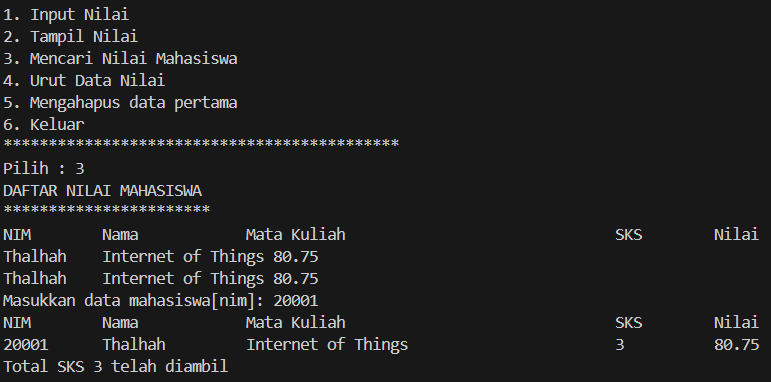 1. Input Nilai
2. Tampil Nilai
3. Mencari Nilai Mahasiswa
4. Urut Data Nilai
5. Mengahapus data pertama
6. Keluar
********************************************
Pilih : 3
DAFTAR NILAI MAHASISWA
***********************
NIM Nama Mata Kuliah SKS Nilai
Thalhah Internet of Things 80.75
Thalhah Internet of Things 80.75
Masukkan data mahasiswa[nim]: 20001
NIM Nama Mata Kuliah SKS Nilai
20001 Thalhah Internet of Things 3 80.75
Total SKS 3 telah diambil